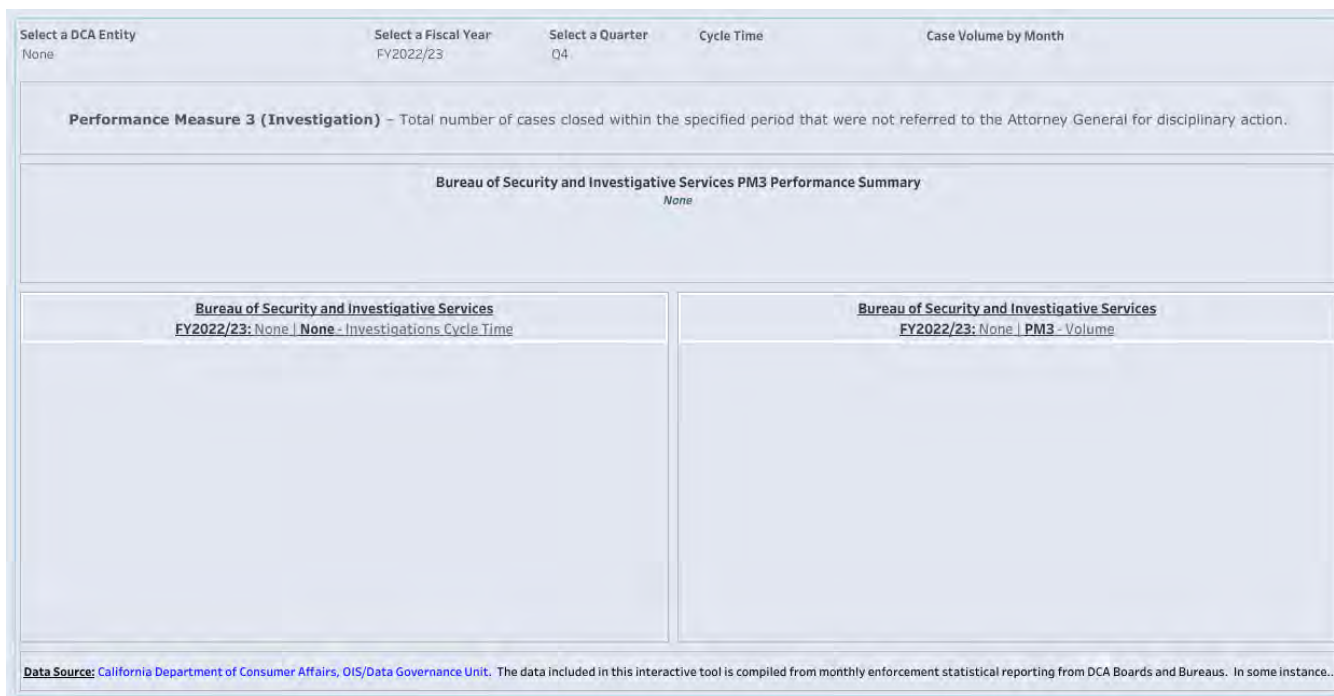 Select a DCA Entity Select a Fiscal Year Select a Quarter Cycle Time Case Volume by Month
None FY2022/23 Q4
Performance Measure 3 (Investigation) – Total number of cases closed within the specified period that were not referred to the Attorney General for disciplinary action.
Bureau of Security and Investigative Services PM3 Performance Summary
None
Bureau of Security and Investigative Services
FY2022/23: None | None - Investigations Cycle Time
Bureau of Security and Investigative Services
FY2022/23: None | PM3 - Volume
Data Source: California Department of Consumer Affairs, OIS/Data Governance Unit. The data included in this interactive tool is compiled from monthly enforcement statistical reporting from DCA Boards and Bureaus. In some instance..